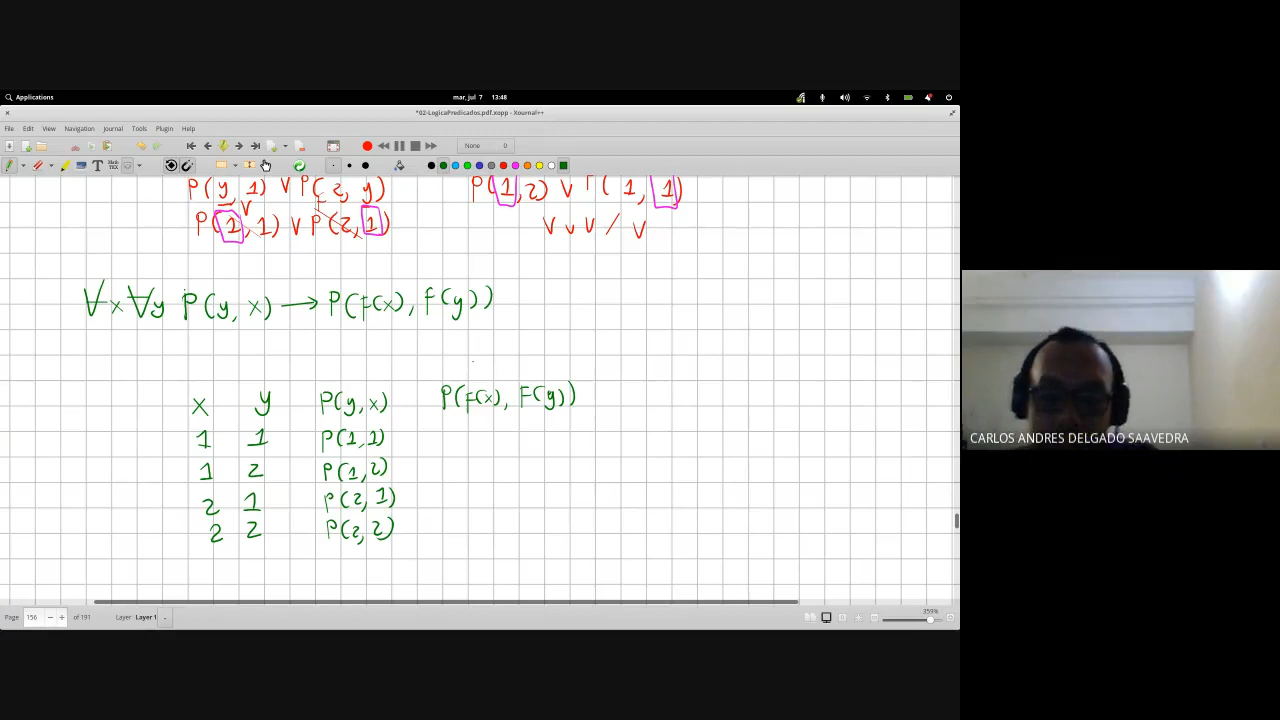 Applications
mar, jul 7 13:48
*02-LogicaPredicados.pdf.xopp - Xournal++
File Edit View Navigation Journal Tools Plugin Help
None 0
P(y, 1) ∨ P(2, y)
P(1, 2) ∨ P(1, 1)
P(1, 1) ∨ P(2, 1)
V ∨ V / V
∀x ∀y P(y, x) → P(f(x), f(y))
x y P(y, x) P(f(x), f(y))
1 1 P(1,1)
1 2 P(1,2)
2 1 P(2,1)
2 2 P(2,2)
CARLOS ANDRES DELGADO SAAVEDRA
Page 156 of 191 Layer Layer 1
359%